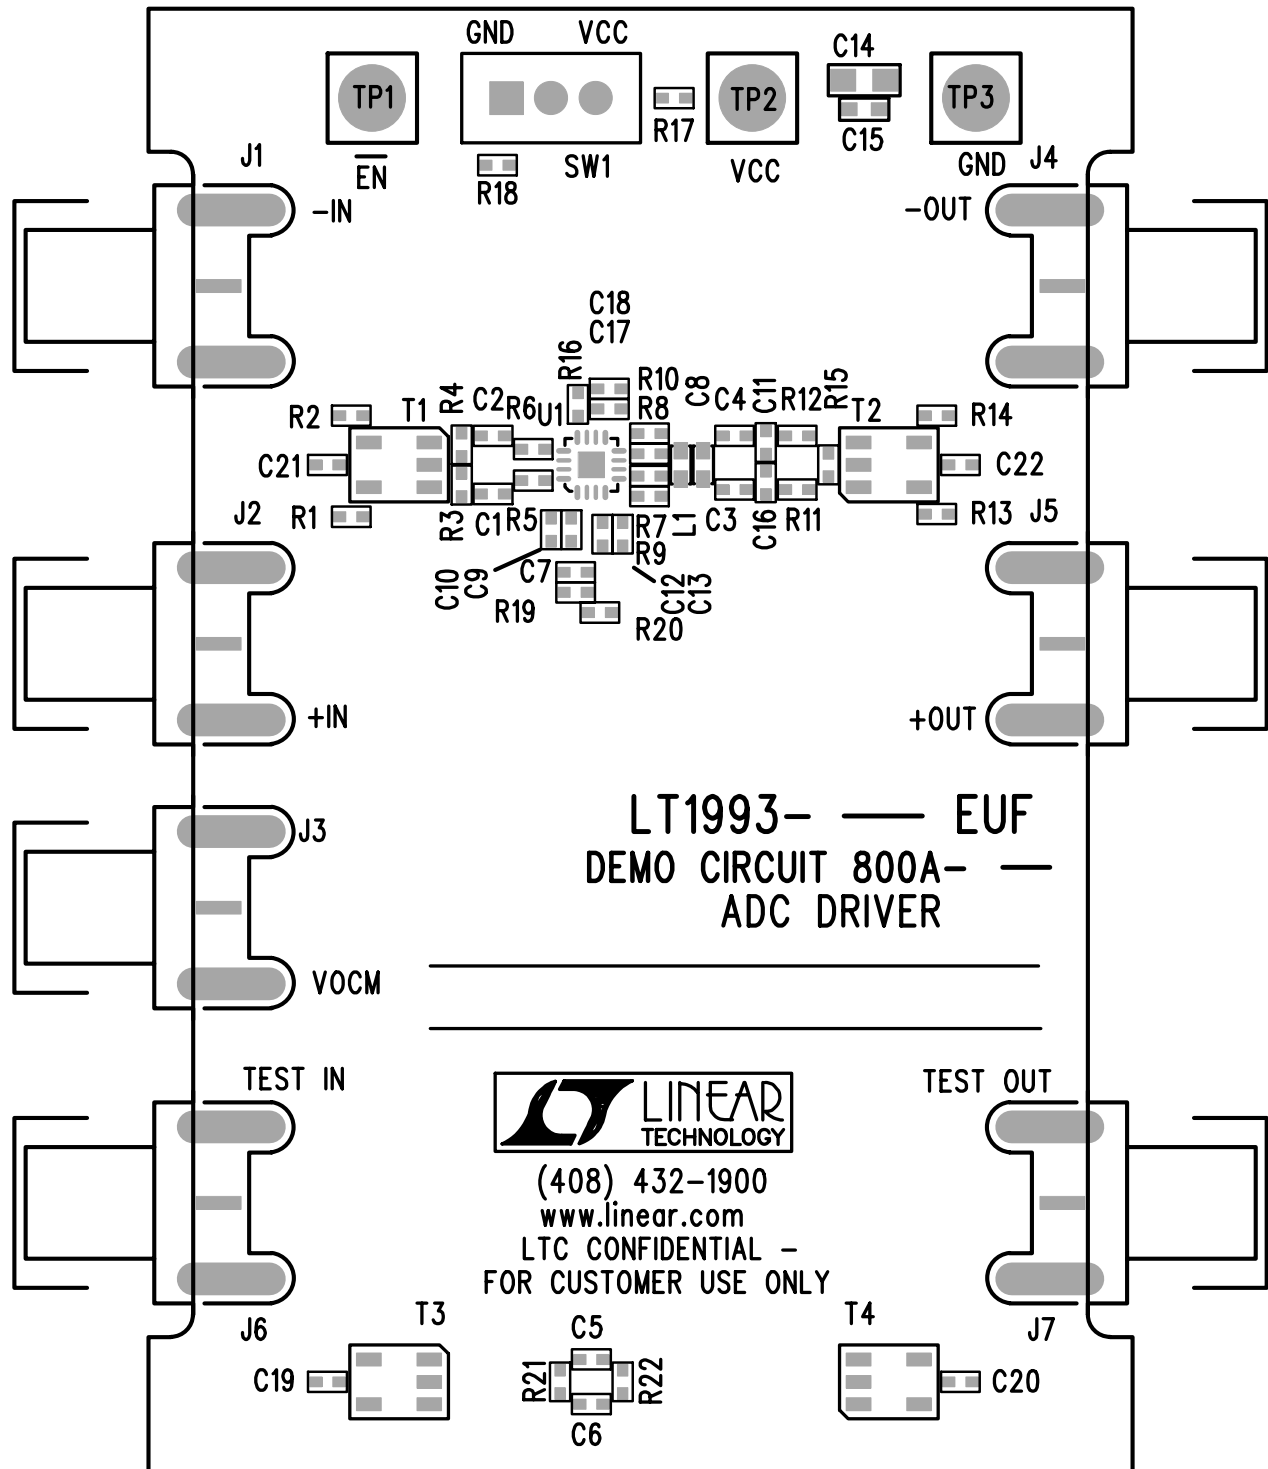 GND VCC
C14
TP1
TP2
TP3
R17
C15
J1
EN
SW1
VCC
GND
J4
R18
-IN
-OUT
C18
C17
R16
R10
R4
C2
R6
U1
R8
C8
C4
C11
R12
R15
R2
T1
T2
R14
C21
C22
J2
R1
R3
C1
R5
R7
L1
C3
C16
R11
R13
J5
R9
C10
C9
C7
C12
C13
R19
R20
+IN
+OUT
J3
LT1993- EUF
DEMO CIRCUIT 800A-
ADC DRIVER
VOCM
TEST IN
TEST OUT
LINEAR
TECHNOLOGY
(408) 432-1900
www.linear.com
LTC CONFIDENTIAL -
FOR CUSTOMER USE ONLY
J6
T3
C5
T4
J7
C19
R21
R22
C20
C6